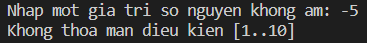 Nhap mot gia tri so nguyen khong am: -5
Khong thoa man dieu kien [1..10]